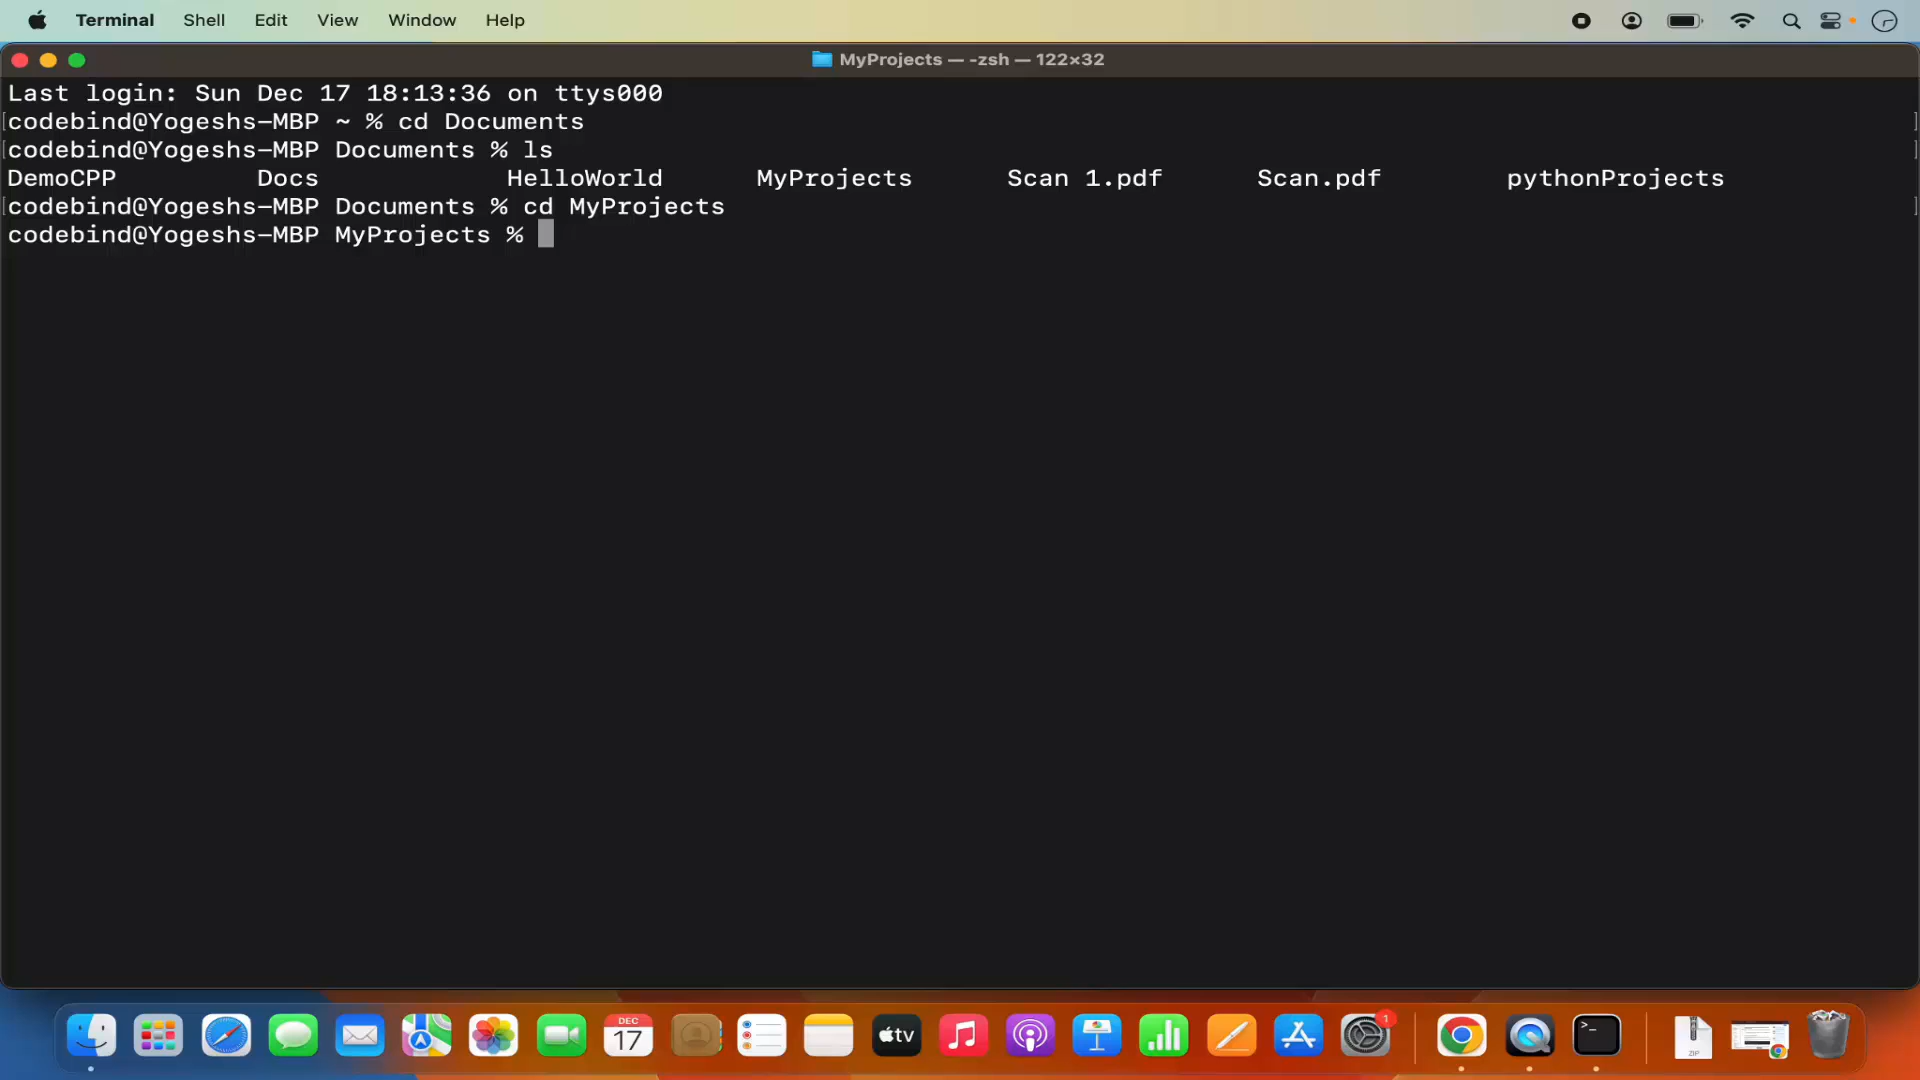 Terminal Shell Edit View Window Help
MyProjects — -zsh — 122×32
Last login: Sun Dec 17 18:13:36 on ttys000
[codebind@Yogeshs-MBP ~ % cd Documents ]
[codebind@Yogeshs-MBP Documents % ls ]
DemoCPP Docs HelloWorld MyProjects Scan 1.pdf Scan.pdf pythonProjects
[codebind@Yogeshs-MBP Documents % cd MyProjects ]
codebind@Yogeshs-MBP MyProjects %
DEC
17
tv
1
>_
ZIP